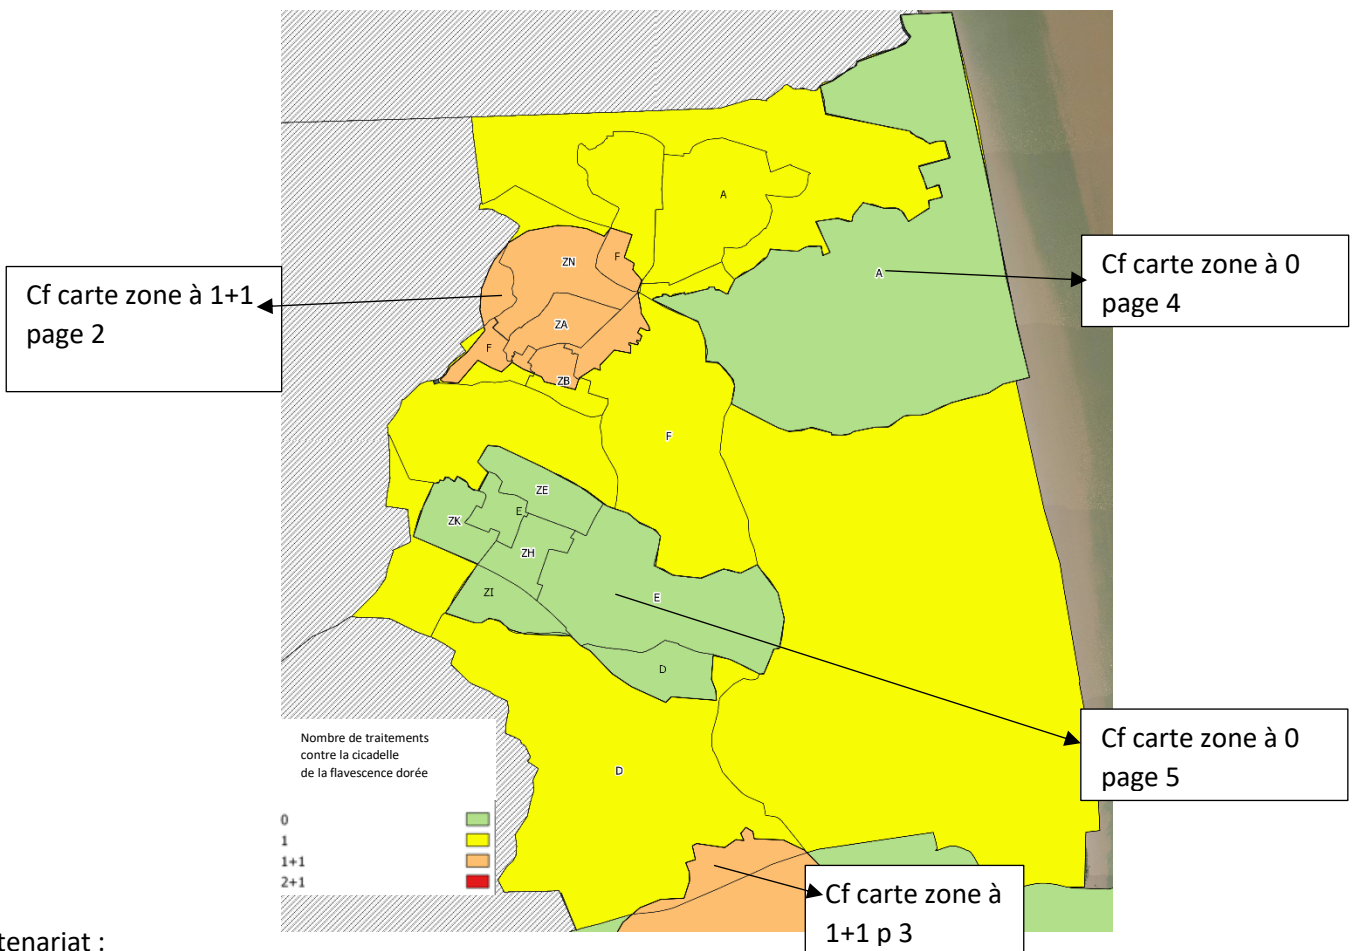 A
ZN
F
Cf carte zone à 0
page 4
A
Cf carte zone à 1+1
page 2
ZA
F
ZB
F
ZE
E
ZK
ZH
ZI
E
D
Cf carte zone à 0
page 5
Nombre de traitements
contre la cicadelle
de la flavescence dorée
D
0
1
1+1
2+1
Cf carte zone à
1+1 p 3
tenariat :